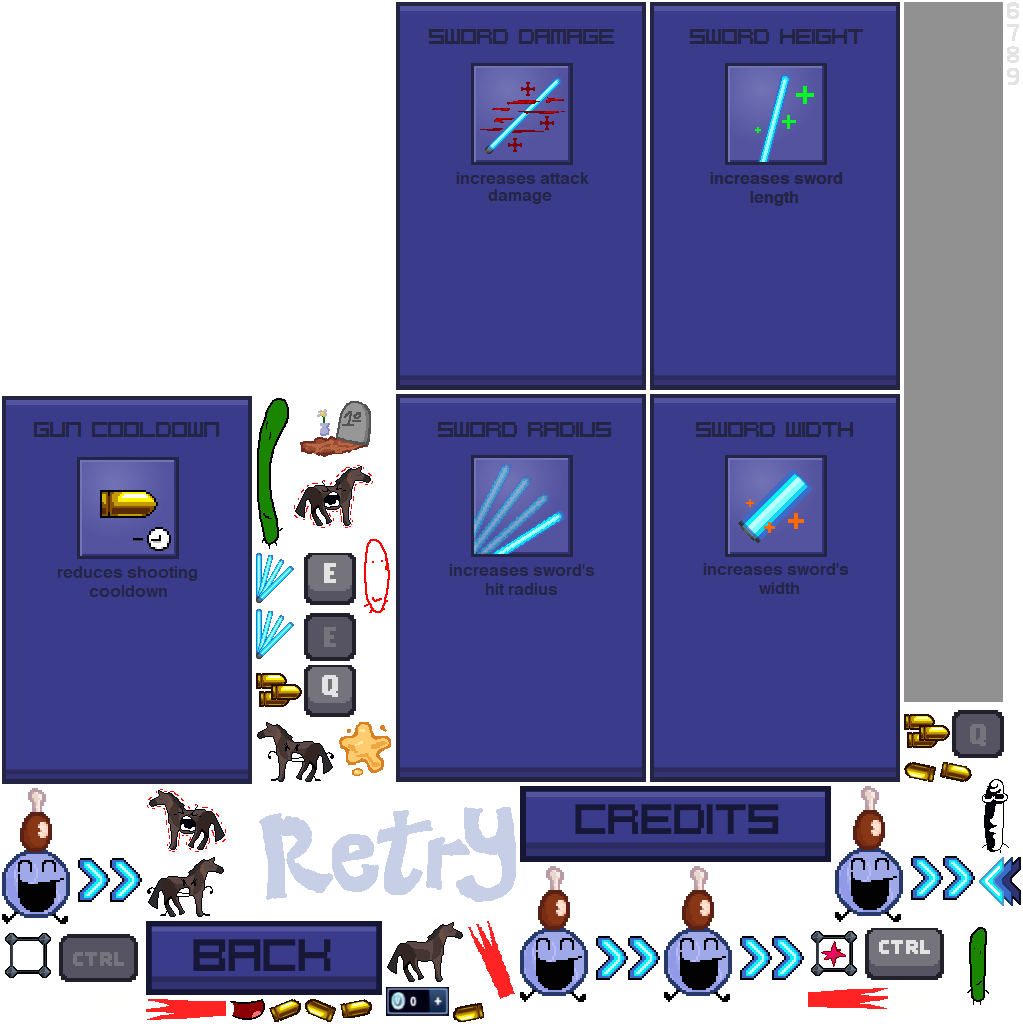 SWORD DAMAGE
increases attack
damage
SWORD HEIGHT
increases sword
length
6
7
8
9
GUN COOLDOWN
reduces shooting
cooldown
SWORD RADIUS
increases sword's
hit radius
SWORD WIDTH
increases sword's
width
E
E
Q
Q
Retry
CREDITS
CTRL
BACK
CTRL
0 +